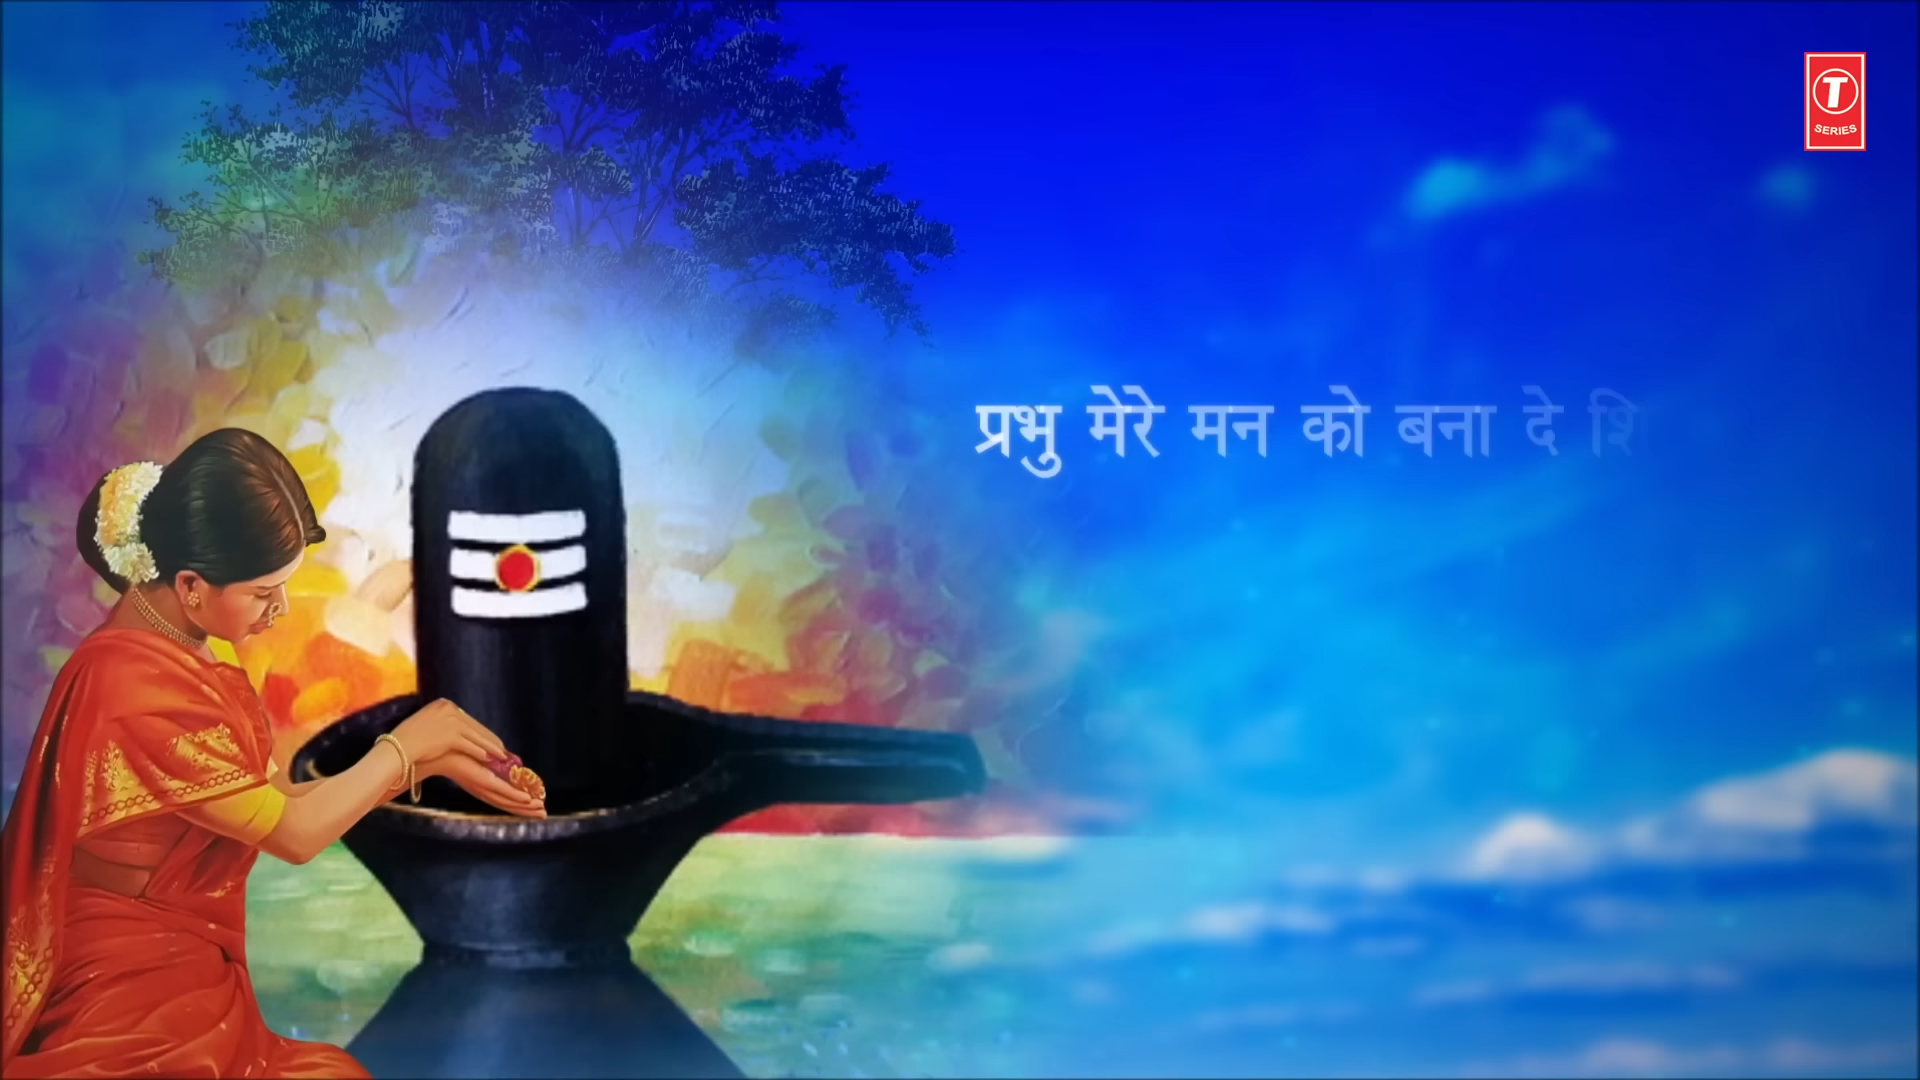 प्रभु मेरे मन को बना दे शि
T
SERIES